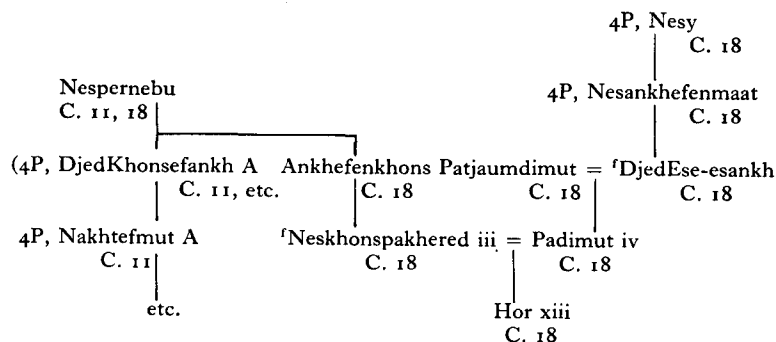 4P, Nesy
C. 18
Nespernebu
C. 11, 18
4P, Nesankhefenmaat
C. 18
(4P, DjedKhonsefankh A Ankhefenkhons Patjaumdimut = ᶠDjedEse-esankh
C. 11, etc. C. 18 C. 18 C. 18
4P, Nakhtefmut A ᶠNeskhonspakhered iii = Padimut iv
C. 11 C. 18 C. 18
etc. Hor xiii
C. 18